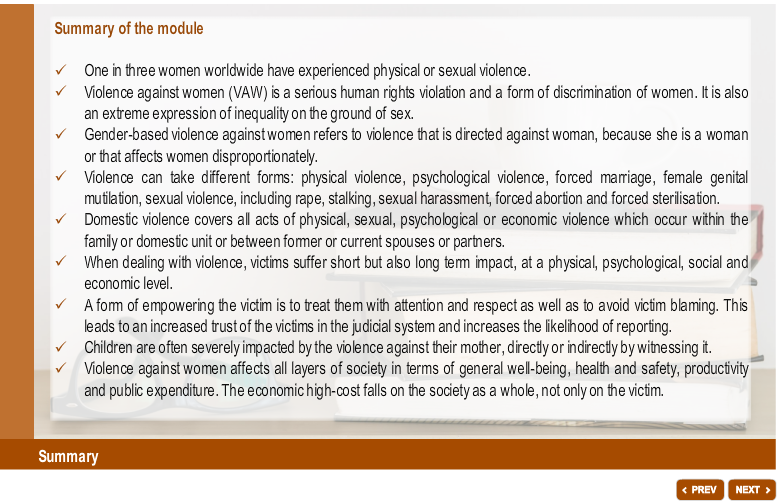 Summary of the module
✓ One in three women worldwide have experienced physical or sexual violence.
✓ Violence against women (VAW) is a serious human rights violation and a form of discrimination of women. It is also
an extreme expression of inequality on the ground of sex.
✓ Gender-based violence against women refers to violence that is directed against woman, because she is a woman
or that affects women disproportionately.
✓ Violence can take different forms: physical violence, psychological violence, forced marriage, female genital
mutilation, sexual violence, including rape, stalking, sexual harassment, forced abortion and forced sterilisation.
✓ Domestic violence covers all acts of physical, sexual, psychological or economic violence which occur within the
family or domestic unit or between former or current spouses or partners.
✓ When dealing with violence, victims suffer short but also long term impact, at a physical, psychological, social and
economic level.
✓ A form of empowering the victim is to treat them with attention and respect as well as to avoid victim blaming. This
leads to an increased trust of the victims in the judicial system and increases the likelihood of reporting.
✓ Children are often severely impacted by the violence against their mother, directly or indirectly by witnessing it.
✓ Violence against women affects all layers of society in terms of general well-being, health and safety, productivity
and public expenditure. The economic high-cost falls on the society as a whole, not only on the victim.
Summary
‹ PREV
NEXT ›